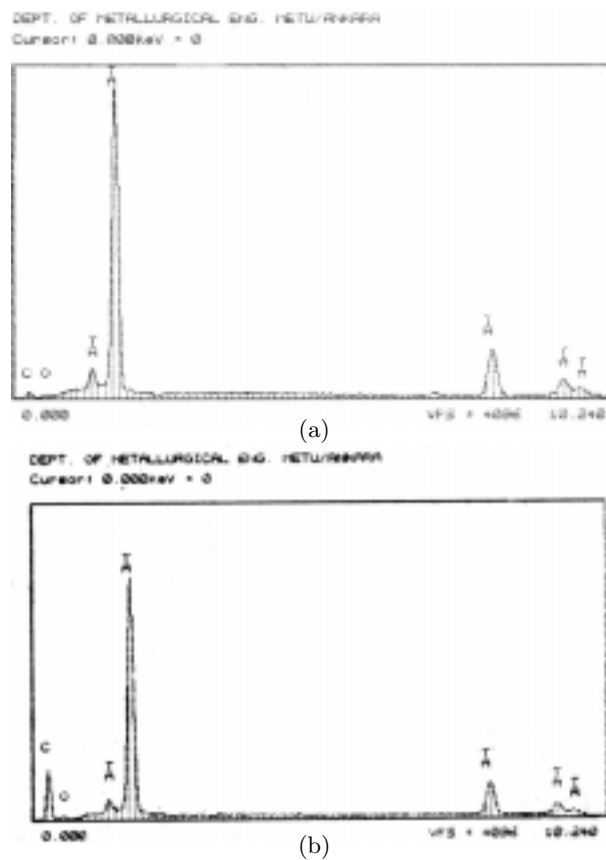 DEPT. OF METALLURGICAL ENG. METU/ANKARA
Cursor: 0.000keV = 0
C O
0.000 VFS = 4096 10.240
(a)
DEPT. OF METALLURGICAL ENG. METU/ANKARA
Cursor: 0.000keV = 0
C
O
0.000 VFS = 4096 10.240
(b)